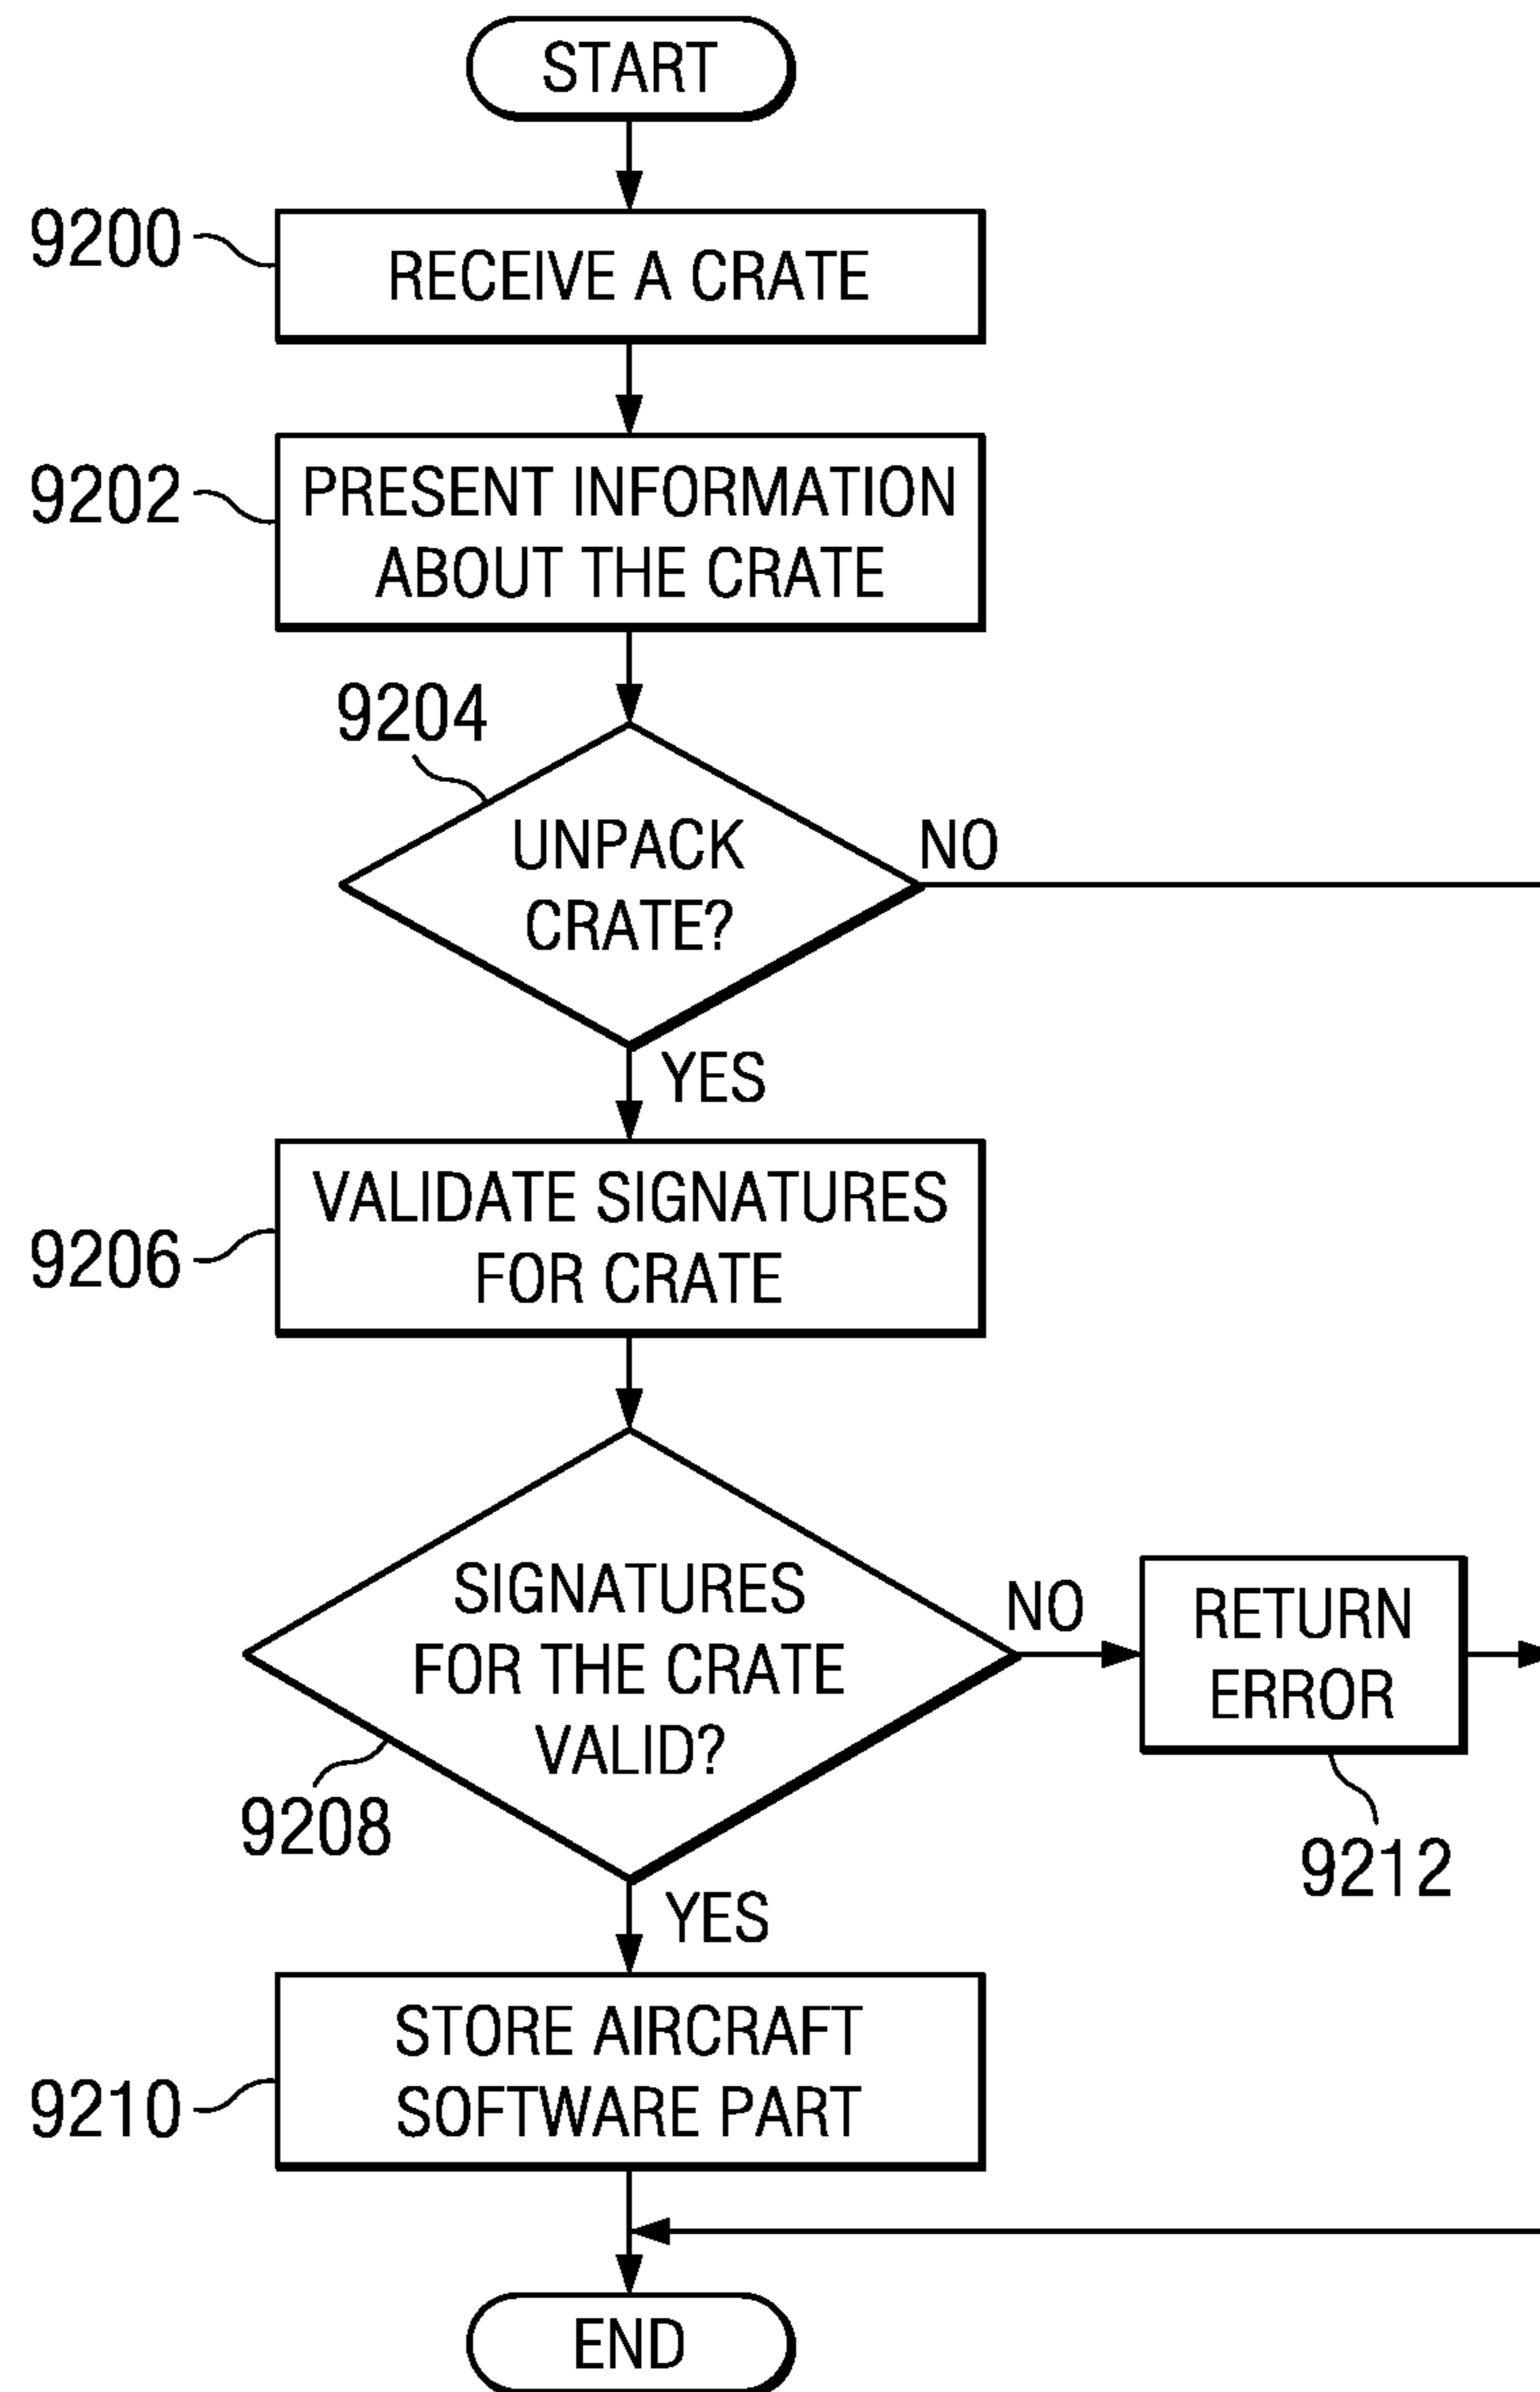 START
9200
RECEIVE A CRATE
9202
PRESENT INFORMATION
ABOUT THE CRATE
9204
UNPACK
CRATE?
NO
YES
9206
VALIDATE SIGNATURES
FOR CRATE
SIGNATURES
FOR THE CRATE
VALID?
NO
RETURN
ERROR
9208
9212
YES
9210
STORE AIRCRAFT
SOFTWARE PART
END